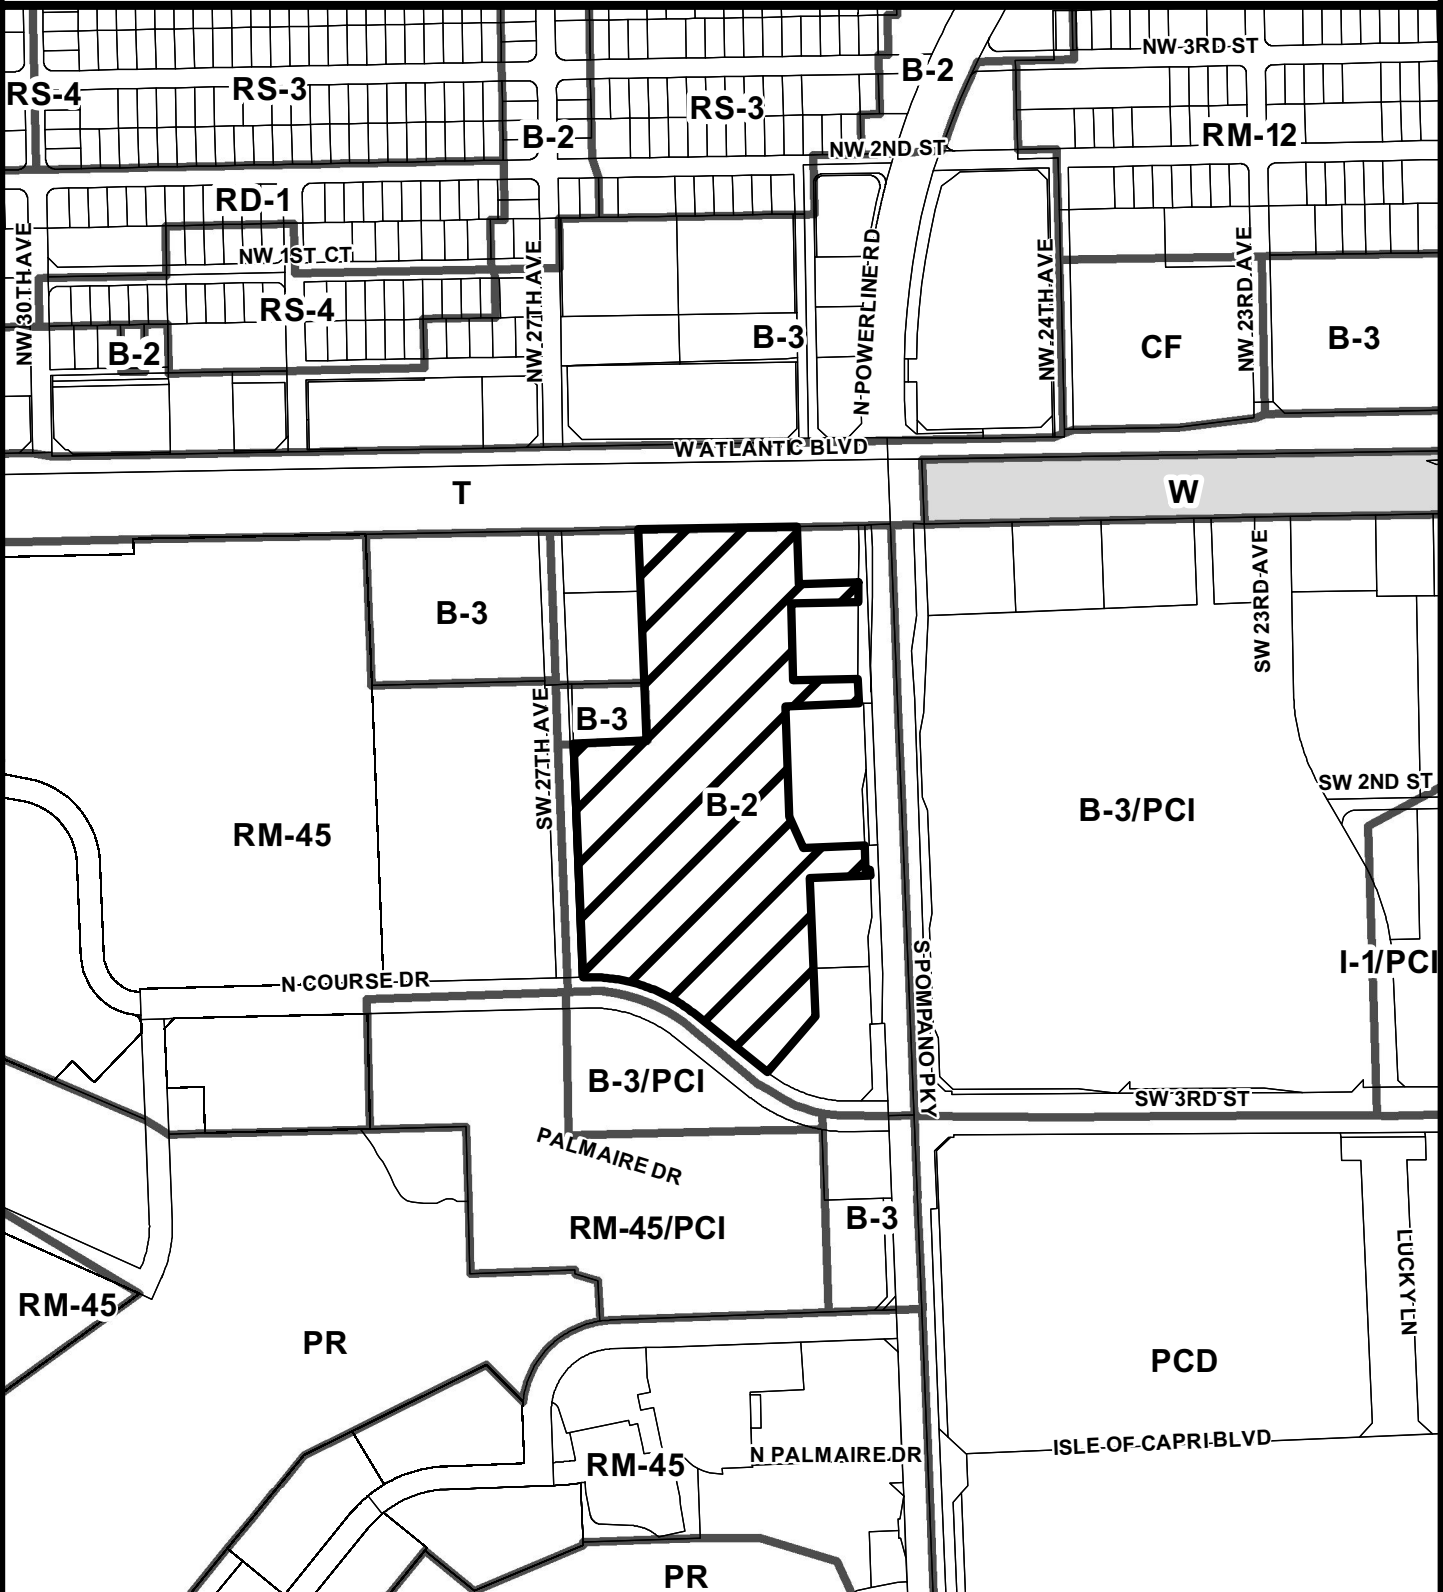 NW 3RD ST
B-2
RS-4
RS-3
RS-3
B-2
RM-12
NW 2ND ST
RD-1
NW 1ST CT
NW 30TH AVE
NW 27TH AVE
N POWERLINE RD
NW 24TH AVE
NW 23RD AVE
RS-4
B-2
B-3
CF
B-3
W ATLANTIC BLVD
T
W
B-3
SW 23RD AVE
B-3
SW 27TH AVE
SW 2ND ST
B-2
B-3/PCI
RM-45
I-1/PCI
N COURSE DR
S POMPANO PKY
B-3/PCI
SW 3RD ST
PALMAIRE DR
RM-45/PCI
B-3
LUCKY LN
RM-45
PR
PCD
ISLE OF CAPRI BLVD
N PALMAIRE DR
RM-45
PR